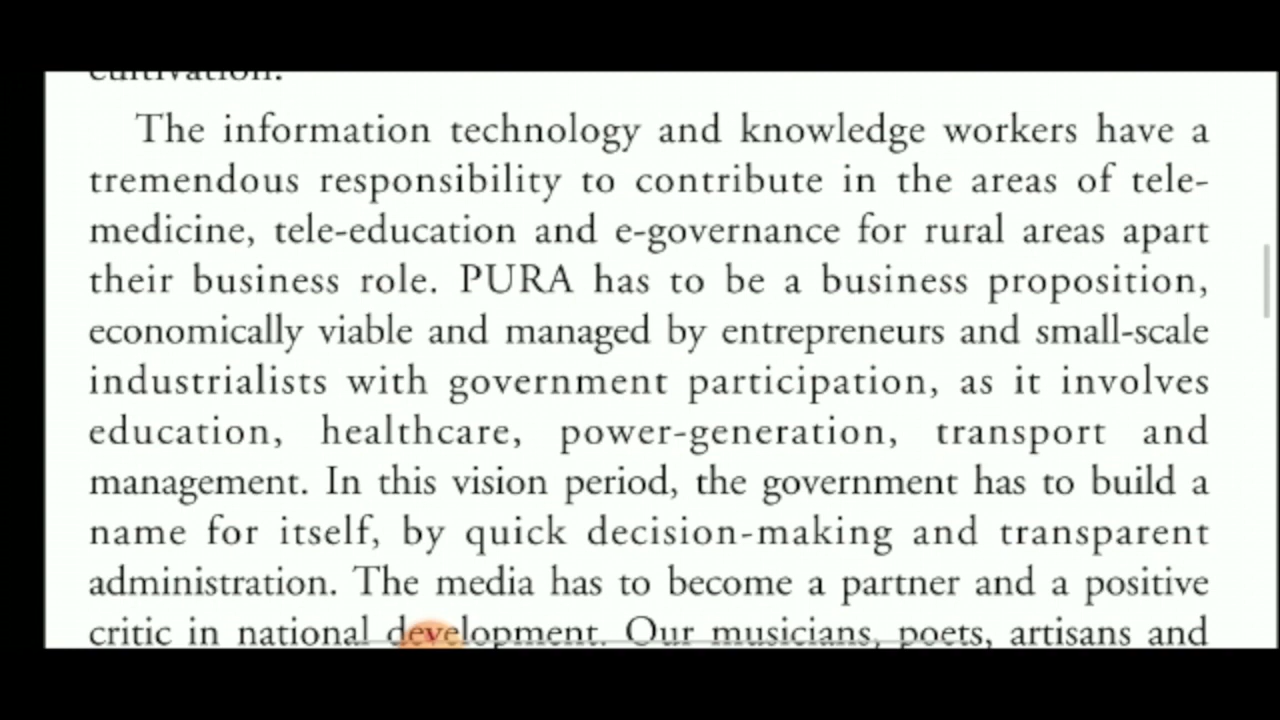 cultivation.
The information technology and knowledge workers have a
tremendous responsibility to contribute in the areas of tele-
medicine, tele-education and e-governance for rural areas apart
their business role. PURA has to be a business proposition,
economically viable and managed by entrepreneurs and small-scale
industrialists with government participation, as it involves
education, healthcare, power-generation, transport and
management. In this vision period, the government has to build a
name for itself, by quick decision-making and transparent
administration. The media has to become a partner and a positive
critic in national development. Our musicians, poets, artisans and